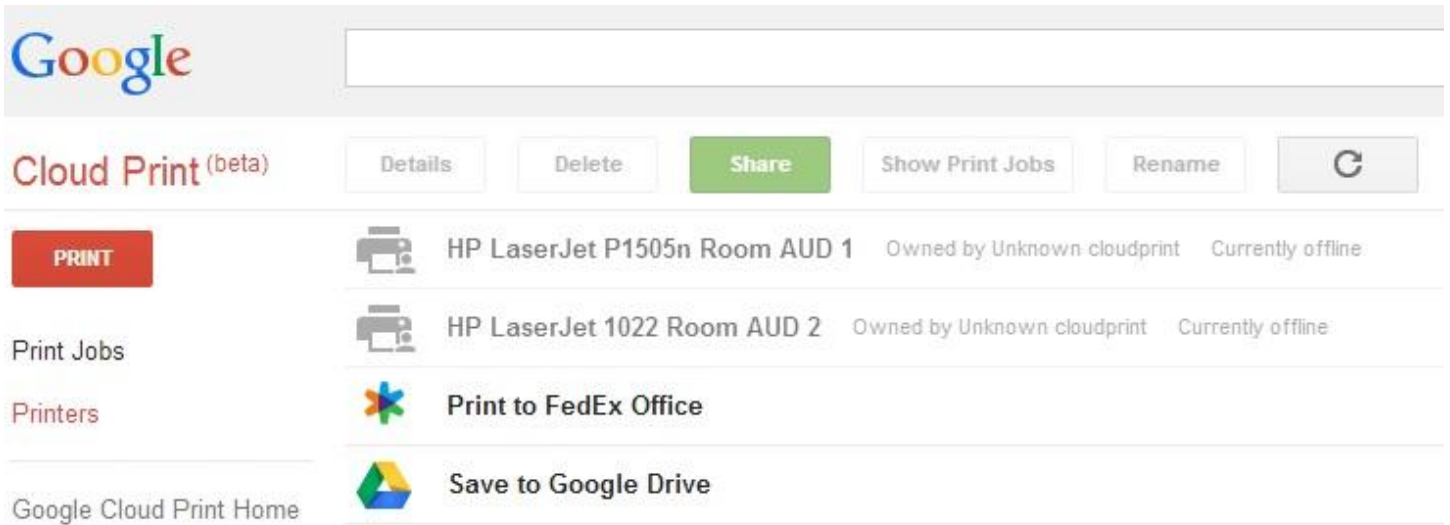 Google
Cloud Print (beta)
Details Delete Share Show Print Jobs Rename
PRINT
Print Jobs
Printers
Google Cloud Print Home
HP LaserJet P1505n Room AUD 1 Owned by Unknown cloudprint Currently offline
HP LaserJet 1022 Room AUD 2 Owned by Unknown cloudprint Currently offline
Print to FedEx Office
Save to Google Drive